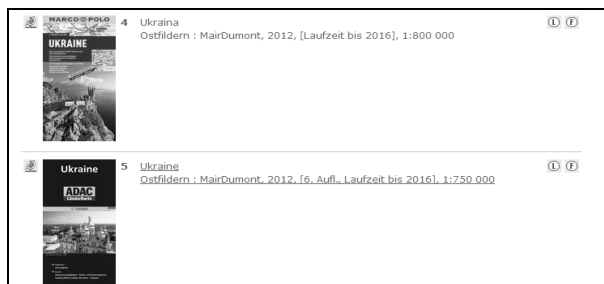 MARCO POLO
UKRAINE
4 Ukraina
Ostfildern : MairDumont, 2012, [Laufzeit bis 2016], 1:800 000
L F
Ukraine
ADAC
LänderKarte
5 Ukraine
Ostfildern : MairDumont, 2012, [6. Aufl., Laufzeit bis 2016], 1:750 000
L F